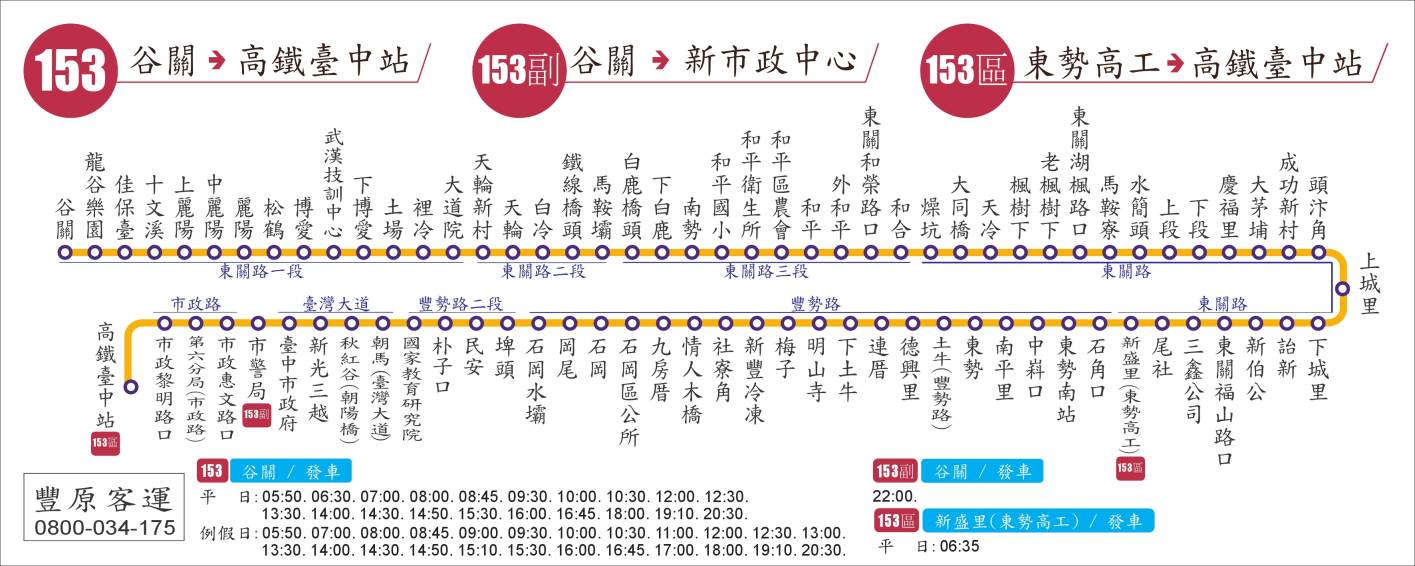 153 谷關➔高鐵臺中站
153副 谷關➔新市政中心
153區 東勢高工➔高鐵臺中站
谷關
龍谷樂園
佳保臺
十文溪
上麗陽
中麗陽
麗陽
松鶴
博愛
武漢技訓中心
下博愛
土場
裡冷
大道院
天輪新村
天輪
白冷
鐵線橋頭
馬鞍壩
白鹿橋頭
下白鹿
南勢
和平國小
和平衛生所
和平區農會
和平
外和平
東關和榮路口
和合
燥坑
大同橋
天冷
楓樹下
老楓樹下
東關湖楓路口
馬鞍寮
水簡頭
上段
下段
慶福里
大茅埔
成功新村
頭汴角
東關路一段
東關路二段
東關路三段
東關路
上城里
市政路
臺灣大道
豐勢路二段
豐勢路
東關路
高鐵臺中站
153區
市政黎明路口
第六分局(市政路)
市政惠文路口
市警局
153副
臺中市政府
新光三越
秋紅谷(朝陽橋)
朝馬(臺灣大道)
國家教育研究院
朴子口
民安
埤頭
石岡水壩
岡尾
石岡
石岡區公所
九房厝
情人木橋
社寮角
新豐冷凍
梅子
明山寺
下土牛
連厝
德興里
土牛(豐勢路)
東勢
南平里
中嵙口
東勢南站
石角口
新盛里(東勢高工)
153區
尾社
三鑫公司
東關福山路口
新伯公
詒新
下城里
豐原客運
0800-034-175
153 谷關 / 發車
平 日:05:50. 06:30. 07:00. 08:00. 08:45. 09:30. 10:00. 10:30. 12:00. 12:30.
13:30. 14:00. 14:30. 14:50. 15:30. 16:00. 16:45. 18:00. 19:10. 20:30.
例假日:05:50. 07:00. 08:00. 08:45. 09:00. 09:30. 10:00. 10:30. 11:00. 12:00. 12:30. 13:00.
13:30. 14:00. 14:30. 14:50. 15:10. 15:30. 16:00. 16:45. 17:00. 18:00. 19:10. 20:30.
153副 谷關 / 發車
22:00.
153區 新盛里(東勢高工) / 發車
平 日:06:35